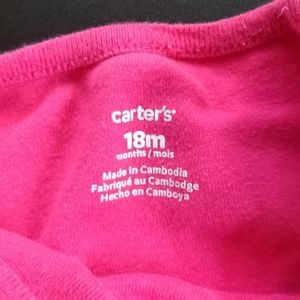 carter's
18m
months / mois
Made in Cambodia
Fabriqué au Cambodge
Hecho en Camboya